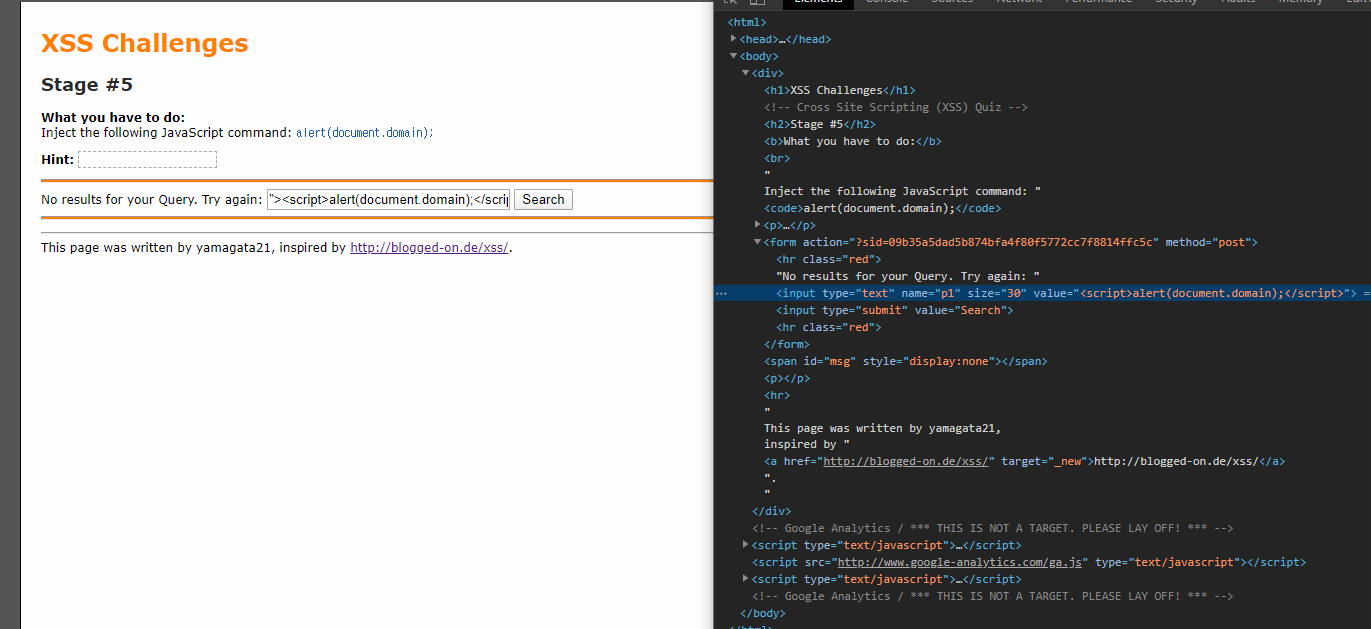 XSS Challenges
Stage #5
What you have to do:
Inject the following JavaScript command: alert(document.domain);
Hint:
No results for your Query. Try again: "><script>alert(document.domain);</scrip Search
This page was written by yamagata21, inspired by http://blogged-on.de/xss/.
Elements Console Sources Network Performance Security Audits Memory
<html>
<head>…</head>
<body>
<div>
<h1>XSS Challenges</h1>
<!-- Cross Site Scripting (XSS) Quiz -->
<h2>Stage #5</h2>
<b>What you have to do:</b>
<br>
"
Inject the following JavaScript command: "
<code>alert(document.domain);</code>
<p>…</p>
<form action="?sid=09b35a5dad5b874bfa4f80f5772cc7f8814ffc5c" method="post">
<hr class="red">
"No results for your Query. Try again: "
… <input type="text" name="p1" size="30" value="<script>alert(document.domain);</script>"> =
<input type="submit" value="Search">
<hr class="red">
</form>
<span id="msg" style="display:none"></span>
<p></p>
<hr>
"
This page was written by yamagata21,
inspired by "
<a href="http://blogged-on.de/xss/" target="_new">http://blogged-on.de/xss/</a>
".
"
</div>
<!-- Google Analytics / *** THIS IS NOT A TARGET. PLEASE LAY OFF! *** -->
<script type="text/javascript">…</script>
<script src="http://www.google-analytics.com/ga.js" type="text/javascript"></script>
<script type="text/javascript">…</script>
<!-- Google Analytics / *** THIS IS NOT A TARGET. PLEASE LAY OFF! *** -->
</body>
</html>